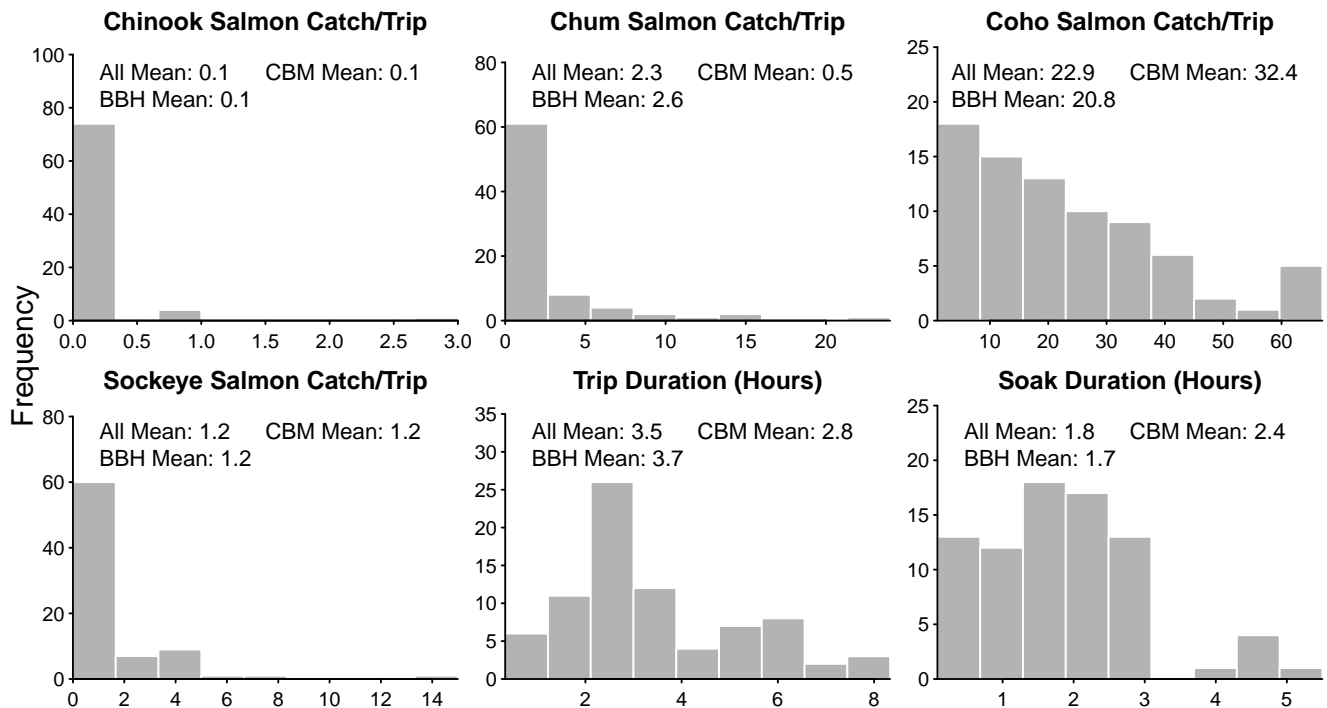 Chinook Salmon Catch/Trip
All Mean: 0.1 CBM Mean: 0.1
BBH Mean: 0.1
100
80
60
40
20
0
0.0 0.5 1.0 1.5 2.0 2.5 3.0
Chum Salmon Catch/Trip
All Mean: 2.3 CBM Mean: 0.5
BBH Mean: 2.6
80
60
40
20
0
0 5 10 15 20
Coho Salmon Catch/Trip
All Mean: 22.9 CBM Mean: 32.4
BBH Mean: 20.8
25
20
15
10
5
0
10 20 30 40 50 60
Frequency
Sockeye Salmon Catch/Trip
All Mean: 1.2 CBM Mean: 1.2
BBH Mean: 1.2
80
60
40
20
0
0 2 4 6 8 10 12 14
Trip Duration (Hours)
All Mean: 3.5 CBM Mean: 2.8
BBH Mean: 3.7
35
30
25
20
15
10
5
0
2 4 6 8
Soak Duration (Hours)
All Mean: 1.8 CBM Mean: 2.4
BBH Mean: 1.7
25
20
15
10
5
0
1 2 3 4 5